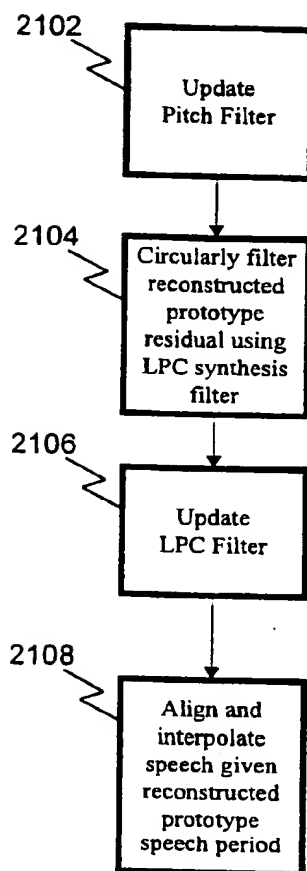 2102
Update
Pitch Filter
2104
Circularly filter
reconstructed
prototype
residual using
LPC synthesis
filter
2106
Update
LPC Filter
2108
Align and
interpolate
speech given
reconstructed
prototype
speech period